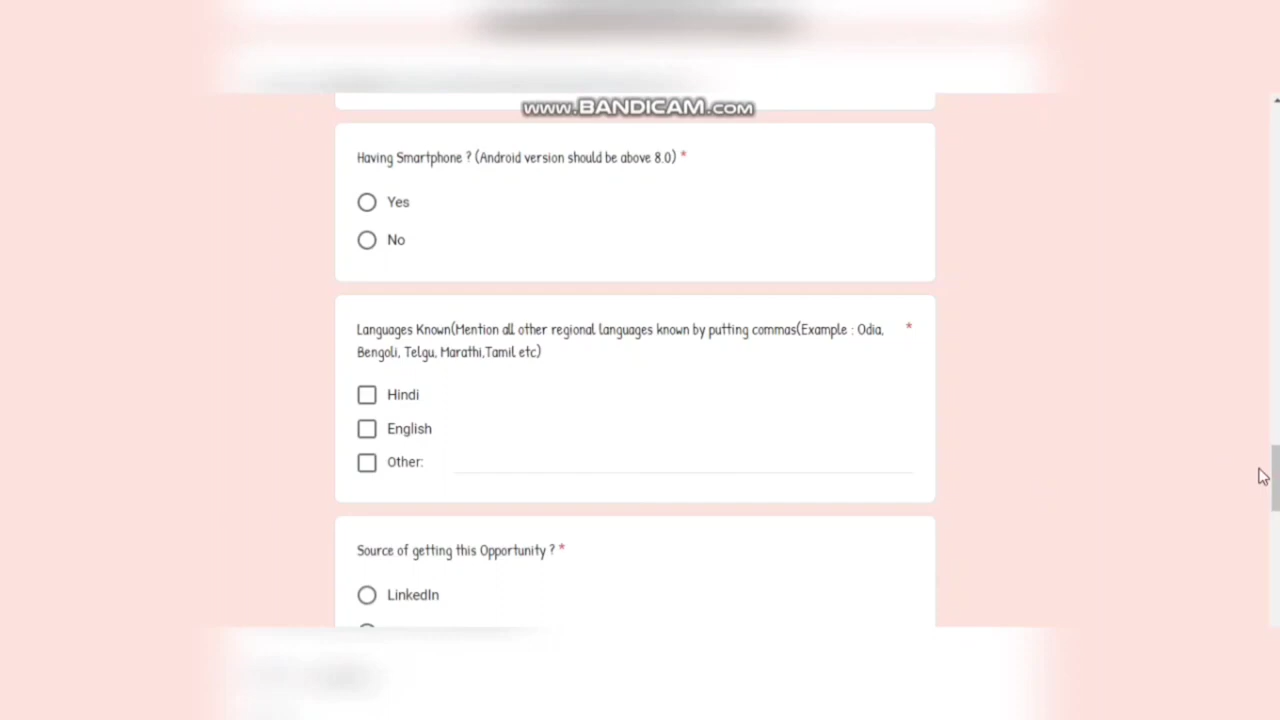 www.BANDICAM.com
Having Smartphone ? (Android version should be above 8.0) *
Yes
No
Languages Known(Mention all other regional languages known by putting commas(Example : Odia, *
Bengoli, Telgu, Marathi,Tamil etc)
Hindi
English
Other:
Source of getting this Opportunity ? *
LinkedIn